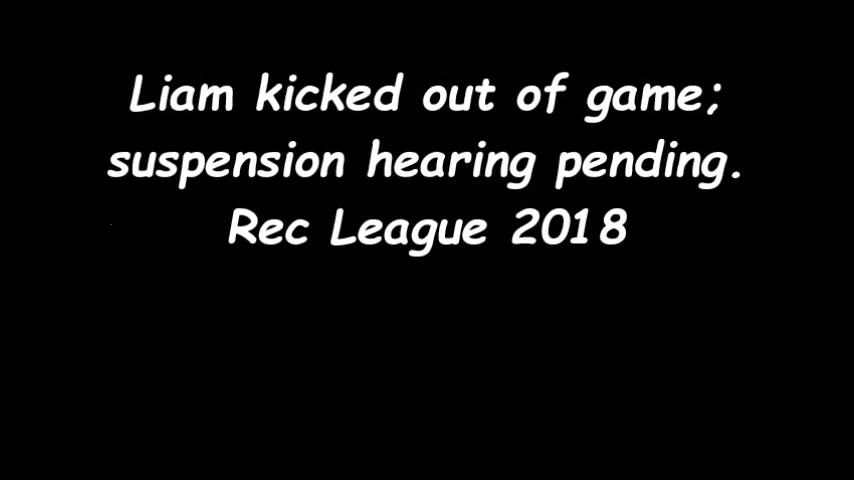 Liam kicked out of game;
suspension hearing pending.
Rec League 2018